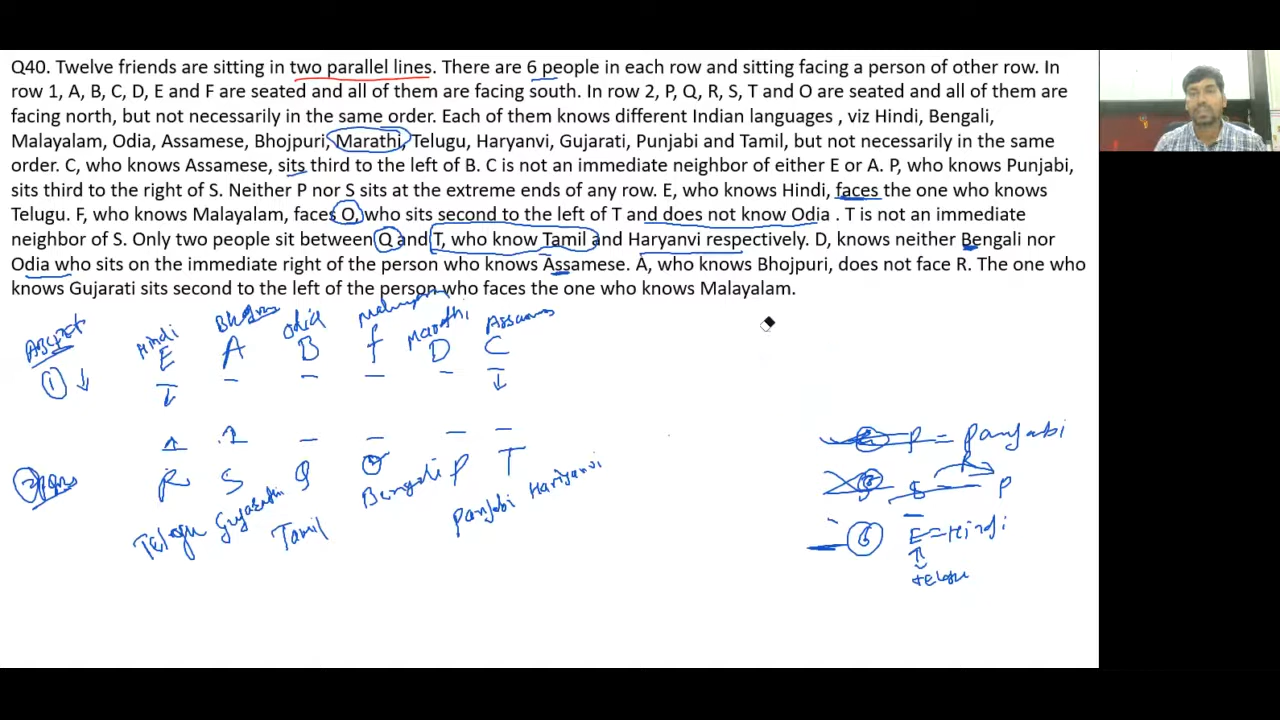 Q40. Twelve friends are sitting in two parallel lines. There are 6 people in each row and sitting facing a person of other row. In
row 1, A, B, C, D, E and F are seated and all of them are facing south. In row 2, P, Q, R, S, T and O are seated and all of them are
facing north, but not necessarily in the same order. Each of them knows different Indian languages , viz Hindi, Bengali,
Malayalam, Odia, Assamese, Bhojpuri, Marathi, Telugu, Haryanvi, Gujarati, Punjabi and Tamil, but not necessarily in the same
order. C, who knows Assamese, sits third to the left of B. C is not an immediate neighbor of either E or A. P, who knows Punjabi,
sits third to the right of S. Neither P nor S sits at the extreme ends of any row. E, who knows Hindi, faces the one who knows
Telugu. F, who knows Malayalam, faces O, who sits second to the left of T and does not know Odia . T is not an immediate
neighbor of S. Only two people sit between Q and T, who know Tamil and Haryanvi respectively. D, knows neither Bengali nor
Odia who sits on the immediate right of the person who knows Assamese. A, who knows Bhojpuri, does not face R. The one who
knows Gujarati sits second to the left of the person who faces the one who knows Malayalam.
Hindi Odia Marathi
E A B f D C
1
R S Q O P T
Telugu Tamil Bengali Panjabi Hariyanvi
P = Panjabi
S P
6 E = Hindi
telugu